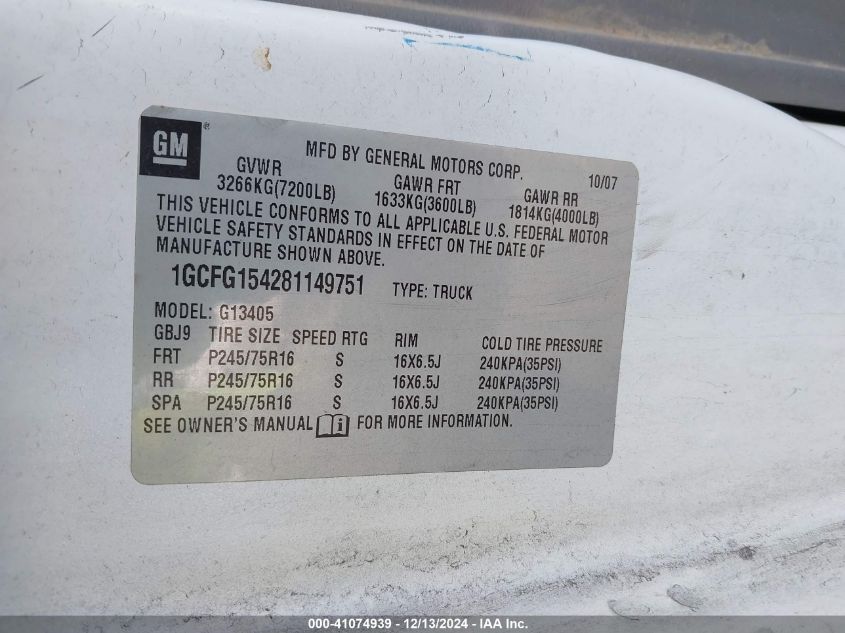 GM ®
MFD BY GENERAL MOTORS CORP. 10/07
GVWR GAWR FRT GAWR RR
3266KG(7200LB) 1633KG(3600LB) 1814KG(4000LB)
THIS VEHICLE CONFORMS TO ALL APPLICABLE U.S. FEDERAL MOTOR
VEHICLE SAFETY STANDARDS IN EFFECT ON THE DATE OF
MANUFACTURE SHOWN ABOVE.
1GCFG154281149751 TYPE: TRUCK
MODEL: G13405
GBJ9 TIRE SIZE SPEED RTG RIM COLD TIRE PRESSURE
FRT P245/75R16 S 16X6.5J 240KPA(35PSI)
RR P245/75R16 S 16X6.5J 240KPA(35PSI)
SPA P245/75R16 S 16X6.5J 240KPA(35PSI)
SEE OWNER'S MANUAL i FOR MORE INFORMATION.
000-41074939 - 12/13/2024 - IAA Inc.